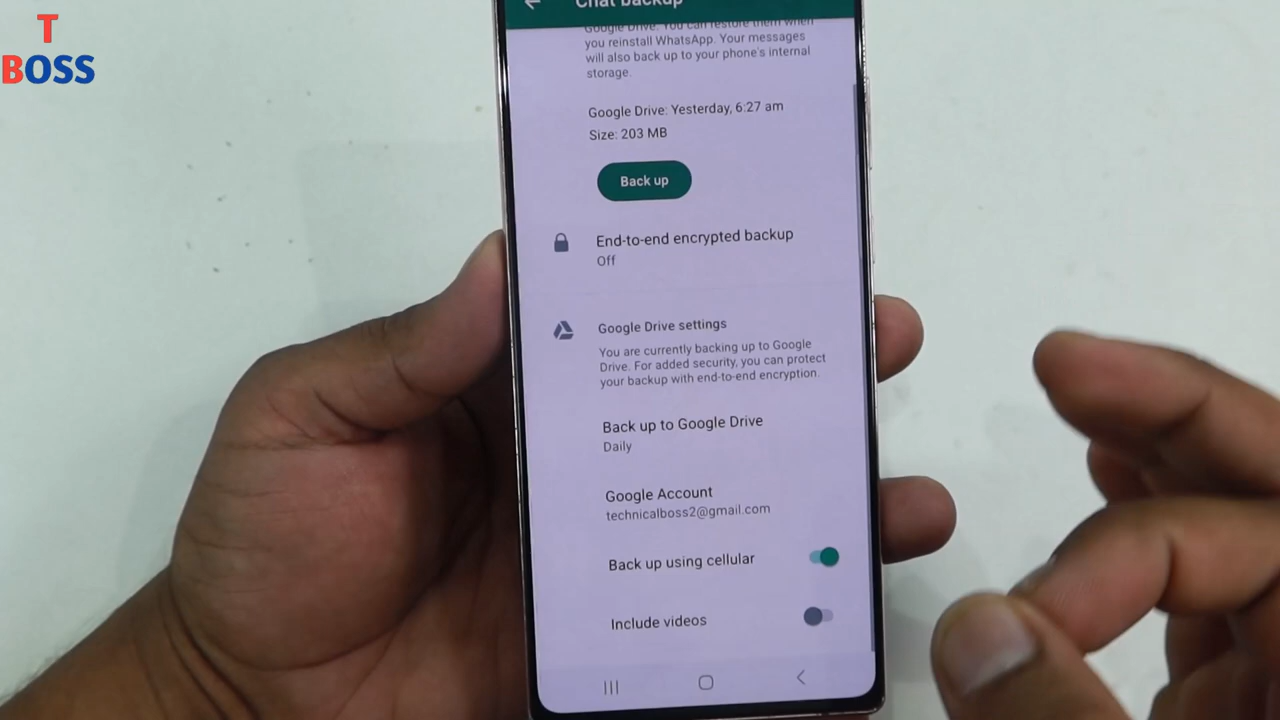 T
BOSS
Chat backup
Google Drive. You can restore them when
you reinstall WhatsApp. Your messages
will also back up to your phone's internal
storage.
Google Drive: Yesterday, 6:27 am
Size: 203 MB
Back up
End-to-end encrypted backup
Off
Google Drive settings
You are currently backing up to Google
Drive. For added security, you can protect
your backup with end-to-end encryption.
Back up to Google Drive
Daily
Google Account
technicalboss2@gmail.com
Back up using cellular
Include videos